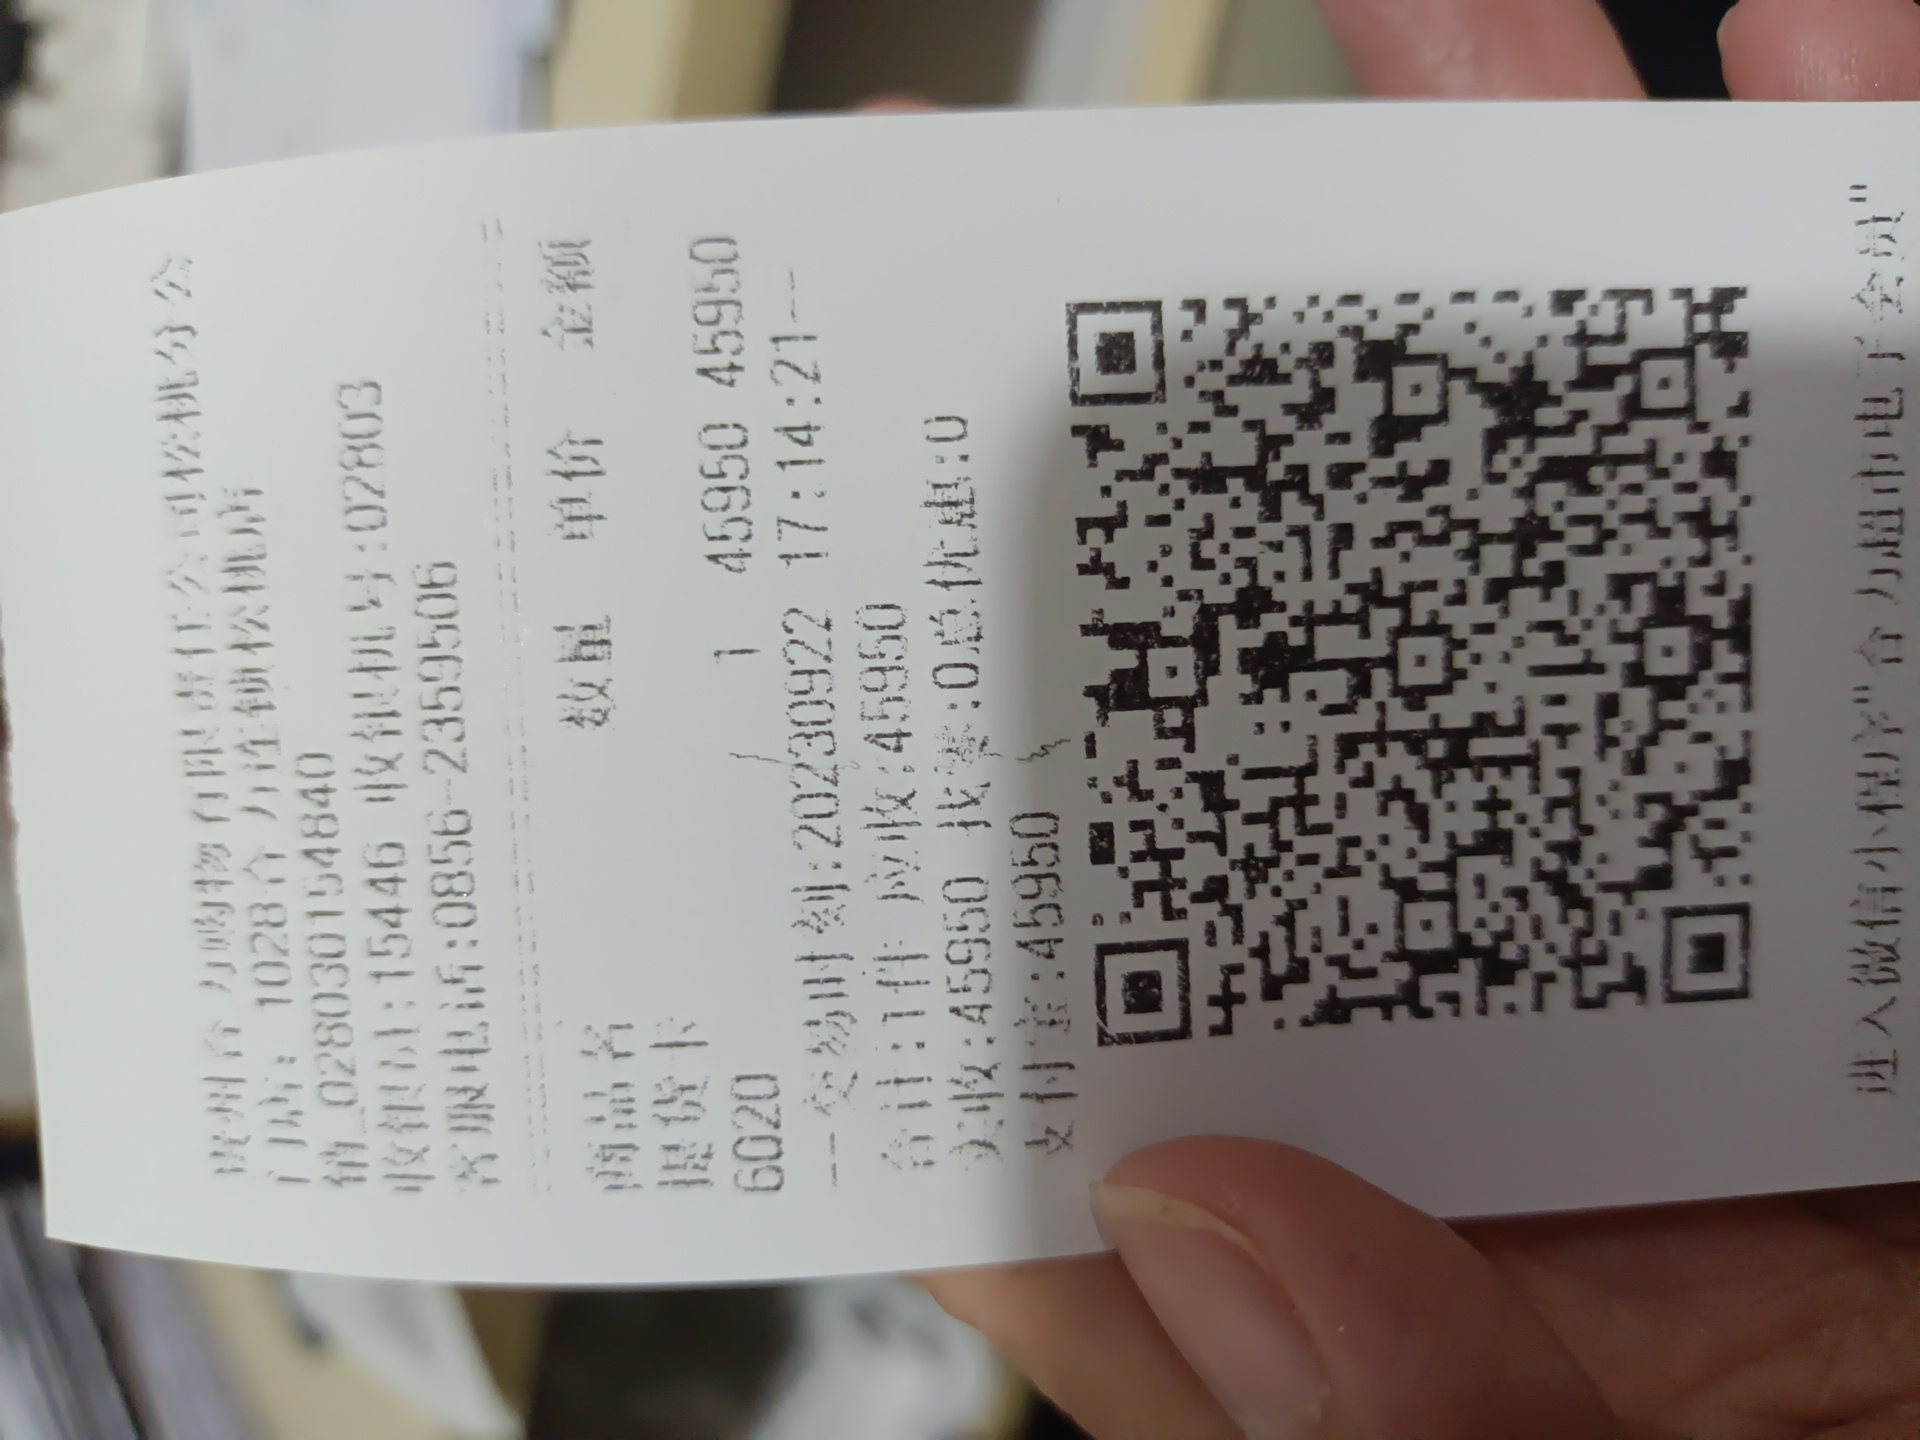 贵州合力购物有限责任公司松桃分公
门店: 1028合力连锁松桃店
销_028030154840
收银员:15446 收银机号:02803
客服电话:0856-2359506
商品名 数量 单价 金额
提货卡
6020 1 45950 45950
--交易时间:20230922 17:14:21--
合计:1件 应收:45950
实收:45950 找零:0总优惠:0
支付宝:45950
进入微信小程序"合力超市电子会员"